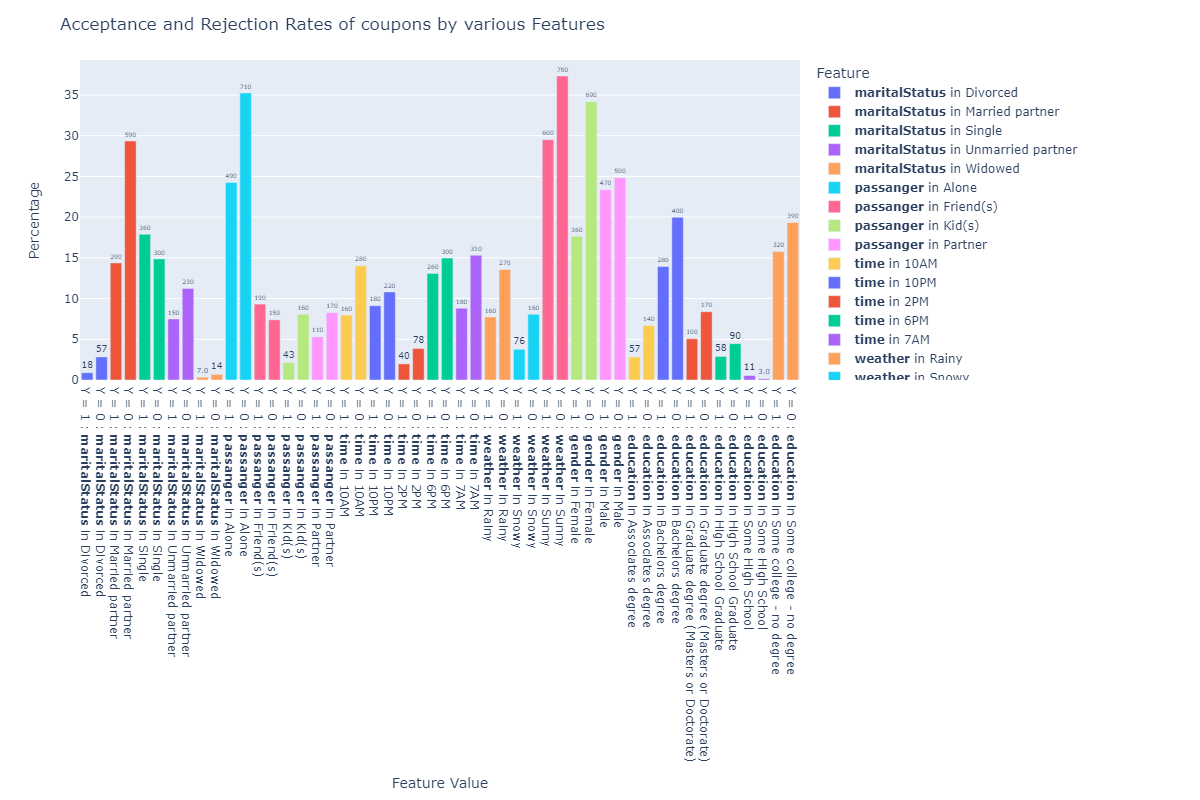 Acceptance and Rejection Rates of coupons by various Features
Percentage
35
30
25
20
15
10
5
0
18
57
290
590
360
300
150
230
7.0
14
490
710
190
150
43
160
110
170
160
280
180
220
40
78
260
300
180
310
160
270
76
160
600
750
360
690
470
500
57
140
280
400
100
170
58
90
11
3.0
320
390
Y = 1 : maritalStatus in Divorced
Y = 0 : maritalStatus in Divorced
Y = 1 : maritalStatus in Married partner
Y = 0 : maritalStatus in Married partner
Y = 1 : maritalStatus in Single
Y = 0 : maritalStatus in Single
Y = 1 : maritalStatus in Unmarried partner
Y = 0 : maritalStatus in Unmarried partner
Y = 1 : maritalStatus in Widowed
Y = 0 : maritalStatus in Widowed
Y = 1 : passanger in Alone
Y = 0 : passanger in Alone
Y = 1 : passanger in Friend(s)
Y = 0 : passanger in Friend(s)
Y = 1 : passanger in Kid(s)
Y = 0 : passanger in Kid(s)
Y = 1 : passanger in Partner
Y = 0 : passanger in Partner
Y = 1 : time in 10AM
Y = 0 : time in 10AM
Y = 1 : time in 10PM
Y = 0 : time in 10PM
Y = 1 : time in 2PM
Y = 0 : time in 2PM
Y = 1 : time in 6PM
Y = 0 : time in 6PM
Y = 1 : time in 7AM
Y = 0 : time in 7AM
Y = 1 : weather in Rainy
Y = 0 : weather in Rainy
Y = 1 : weather in Snowy
Y = 0 : weather in Snowy
Y = 1 : weather in Sunny
Y = 0 : weather in Sunny
Y = 1 : gender in Female
Y = 0 : gender in Female
Y = 1 : gender in Male
Y = 0 : gender in Male
Y = 1 : education in Associates degree
Y = 0 : education in Associates degree
Y = 1 : education in Bachelors degree
Y = 0 : education in Bachelors degree
Y = 1 : education in Graduate degree (Masters or Doctorate)
Y = 0 : education in Graduate degree (Masters or Doctorate)
Y = 1 : education in High School Graduate
Y = 0 : education in High School Graduate
Y = 1 : education in Some High School
Y = 0 : education in Some High School
Y = 1 : education in Some college - no degree
Y = 0 : education in Some college - no degree
Feature Value
Feature
maritalStatus in Divorced
maritalStatus in Married partner
maritalStatus in Single
maritalStatus in Unmarried partner
maritalStatus in Widowed
passanger in Alone
passanger in Friend(s)
passanger in Kid(s)
passanger in Partner
time in 10AM
time in 10PM
time in 2PM
time in 6PM
time in 7AM
weather in Rainy
weather in Snowy